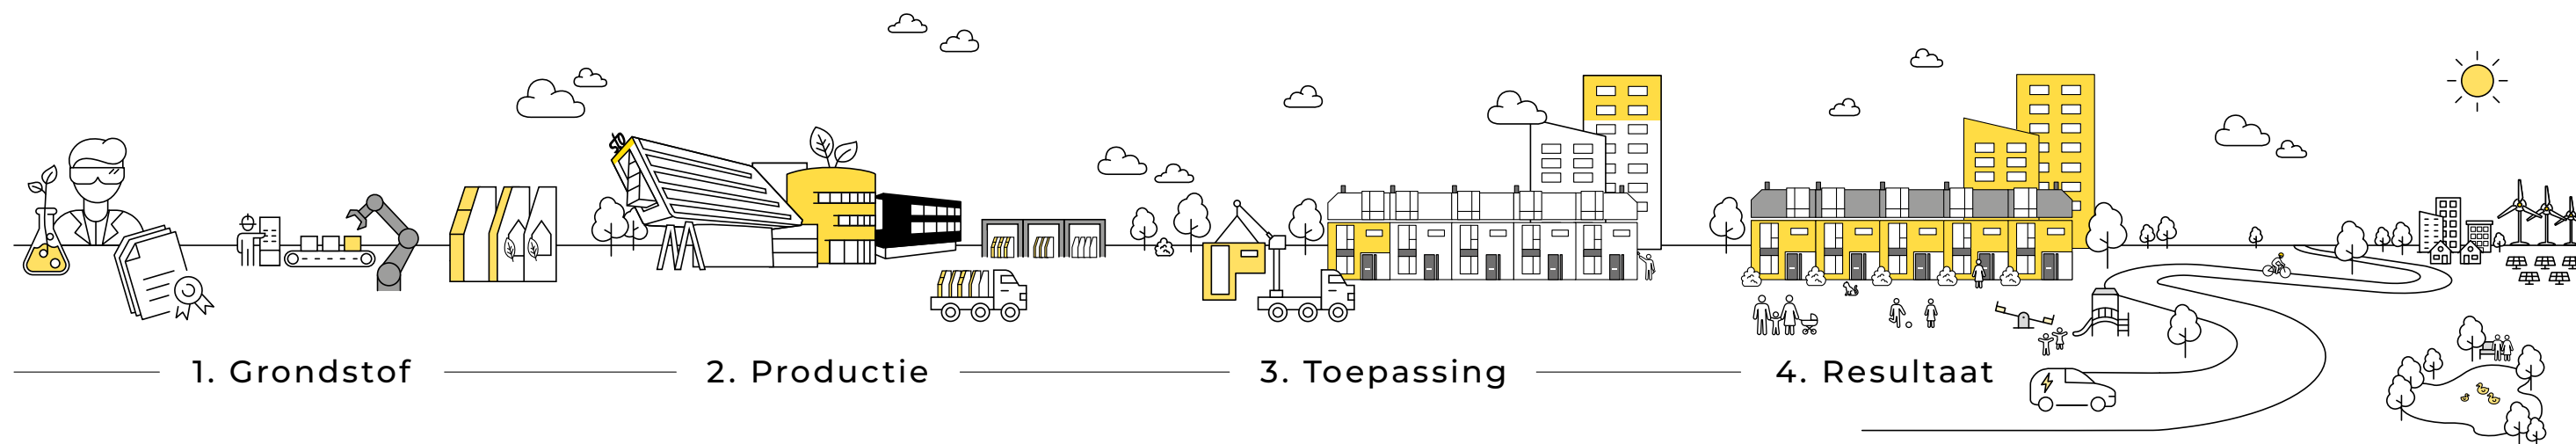 1. Grondstof
2. Productie
3. Toepassing
4. Resultaat